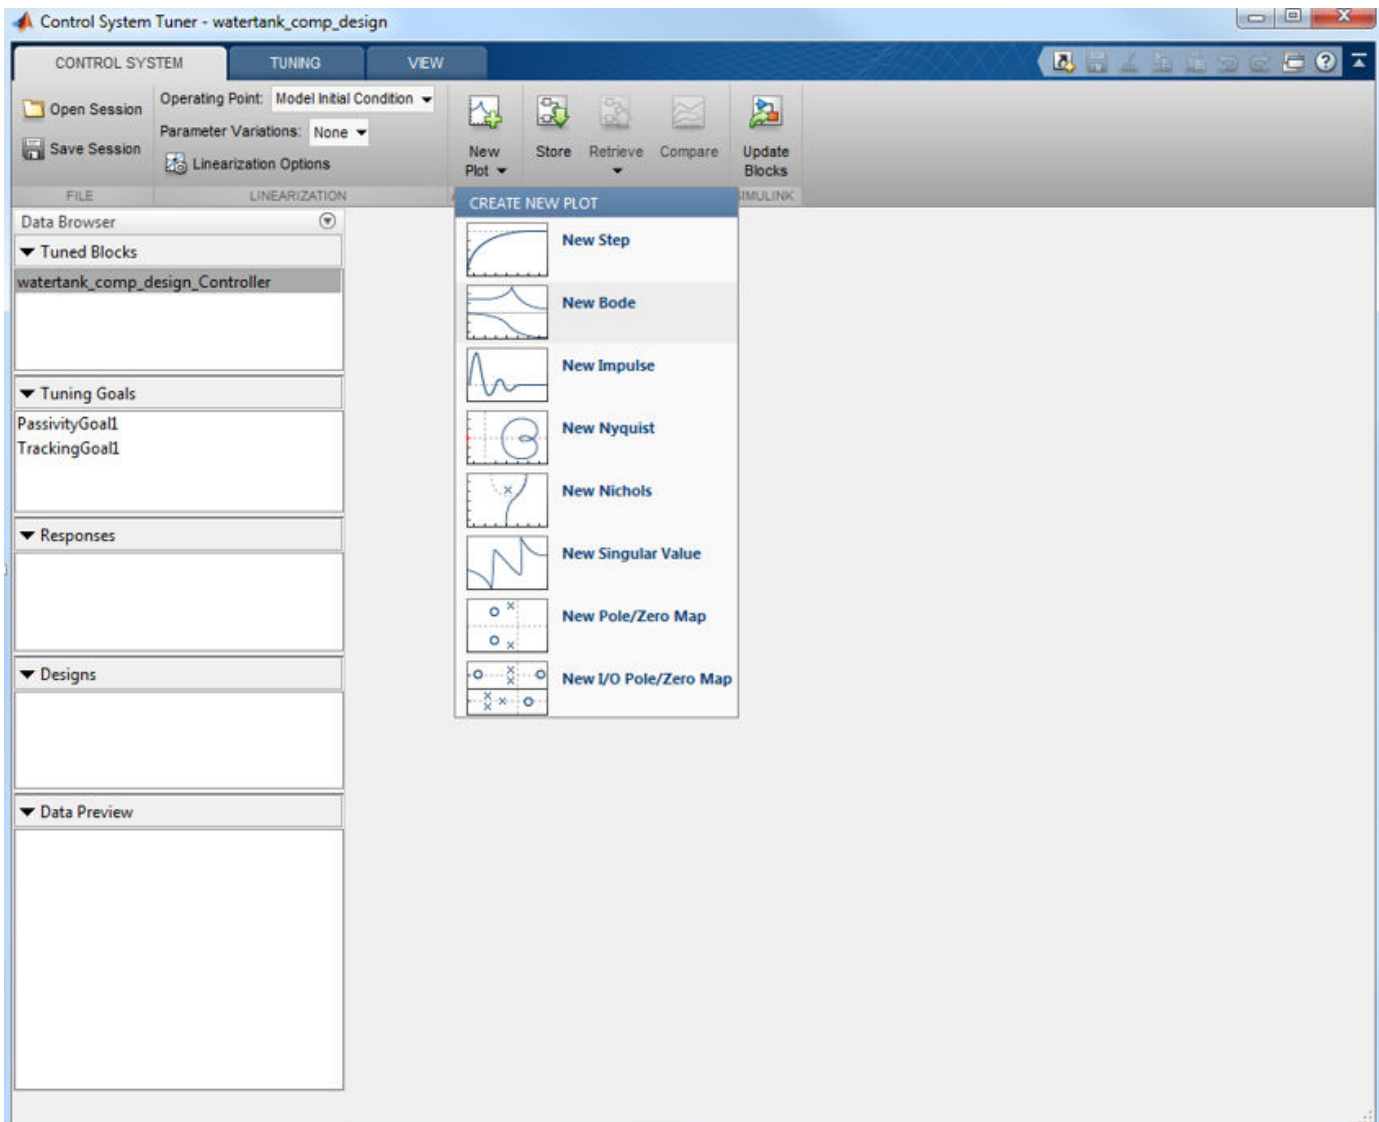 Control System Tuner - watertank_comp_design
CONTROL SYSTEM
TUNING
VIEW
Open Session
Save Session
FILE
Operating Point: Model Initial Condition
Parameter Variations: None
Linearization Options
LINEARIZATION
New Plot
Store
Retrieve
Compare
Update Blocks
SIMULINK
Data Browser
Tuned Blocks
watertank_comp_design_Controller
Tuning Goals
PassivityGoal1
TrackingGoal1
Responses
Designs
Data Preview
CREATE NEW PLOT
New Step
New Bode
New Impulse
New Nyquist
New Nichols
New Singular Value
New Pole/Zero Map
New I/O Pole/Zero Map